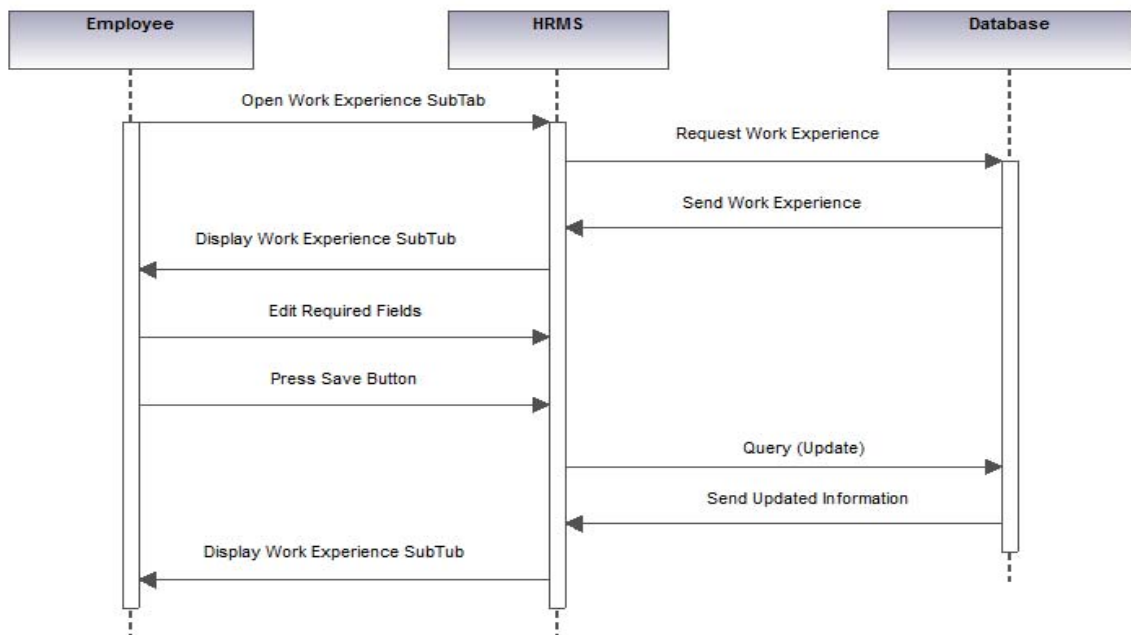 Employee
HRMS
Database
Open Work Experience SubTab
Request Work Experience
Send Work Experience
Display Work Experience SubTub
Edit Required Fields
Press Save Button
Query (Update)
Send Updated Information
Display Work Experience SubTub